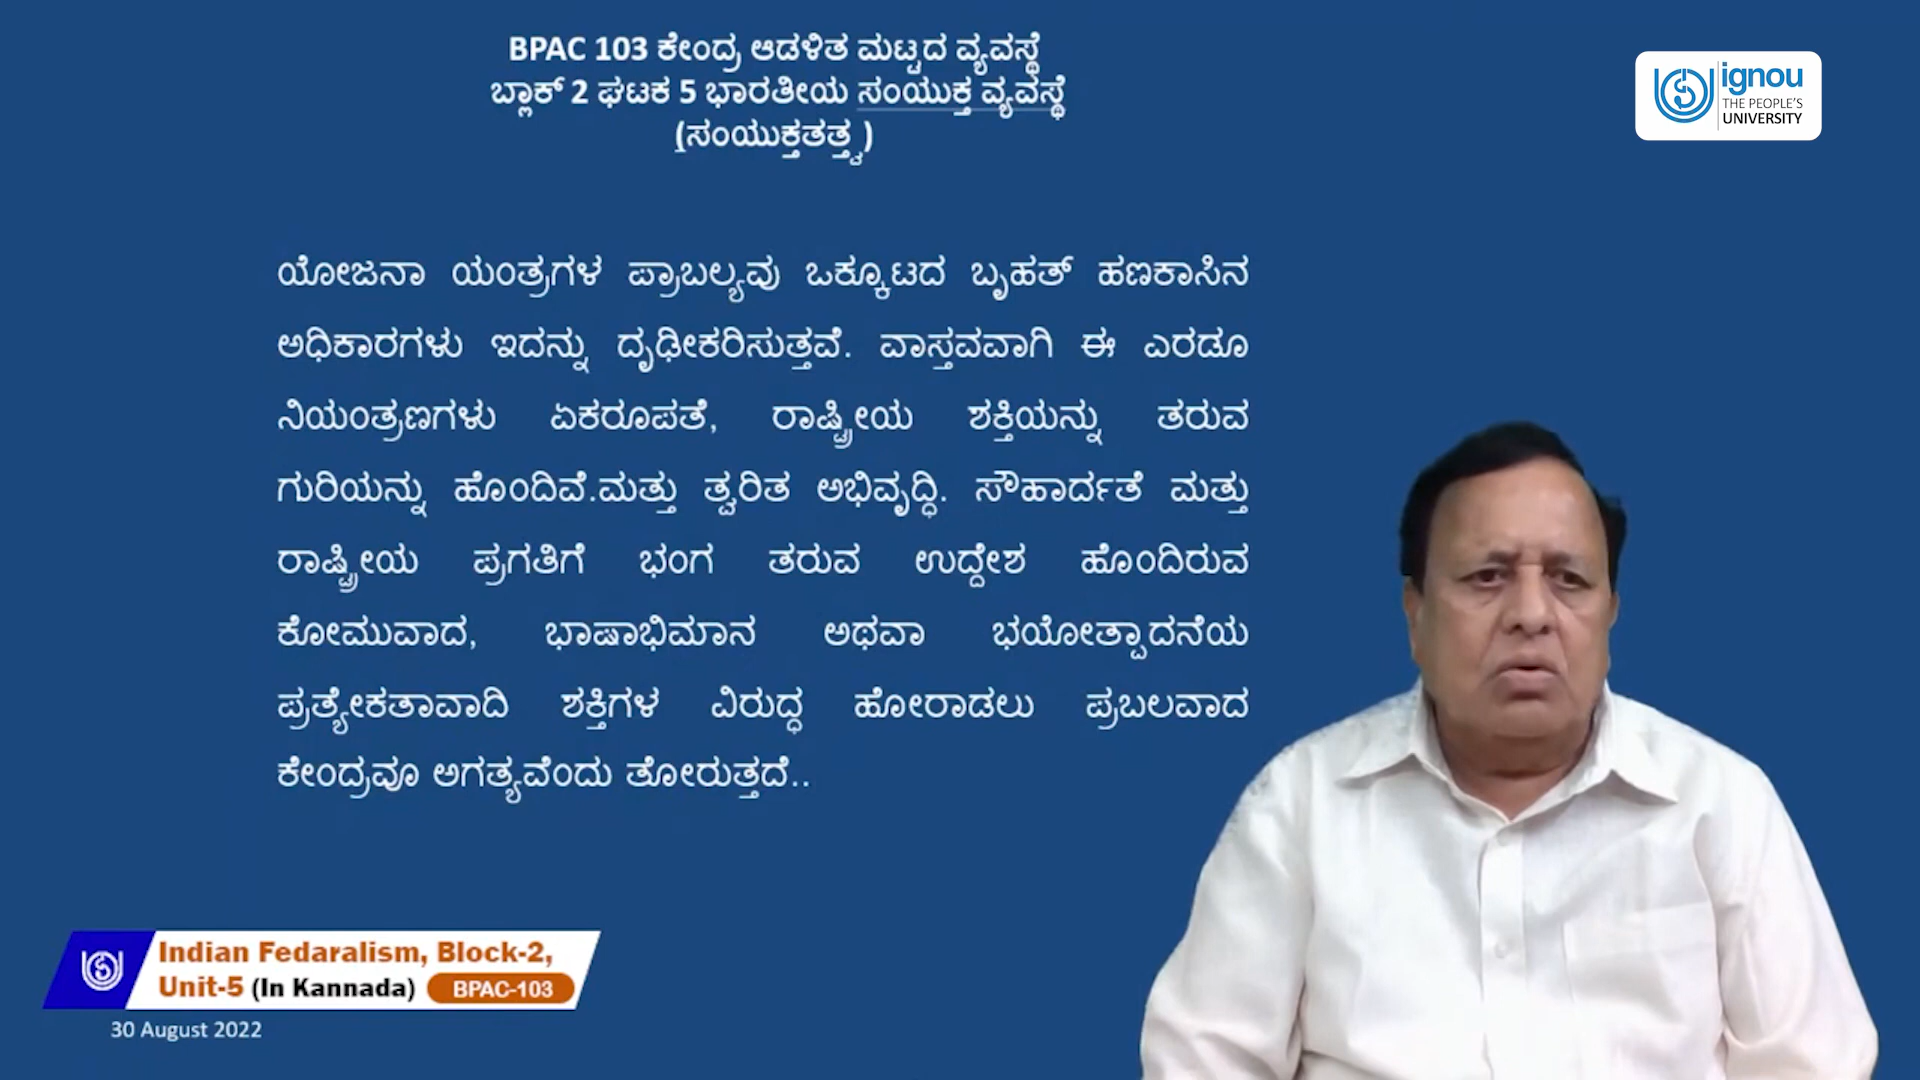 BPAC 103 ಕೇಂದ್ರ ಆಡಳಿತ ಮಟ್ಟದ ವ್ಯವಸ್ಥೆ
ಬ್ಲಾಕ್ 2 ಘಟಕ 5 ಭಾರತೀಯ ಸಂಯುಕ್ತ ವ್ಯವಸ್ಥೆ
(ಸಂಯುಕ್ತತತ್ತ್ವ)
ignou
THE PEOPLE'S
UNIVERSITY
ಯೋಜನಾ ಯಂತ್ರಗಳ ಪ್ರಾಬಲ್ಯವು ಒಕ್ಕೂಟದ ಬೃಹತ್ ಹಣಕಾಸಿನ
ಅಧಿಕಾರಗಳು ಇದನ್ನು ದೃಢೀಕರಿಸುತ್ತವೆ. ವಾಸ್ತವವಾಗಿ ಈ ಎರಡೂ
ನಿಯಂತ್ರಣಗಳು ಏಕರೂಪತೆ, ರಾಷ್ಟ್ರೀಯ ಶಕ್ತಿಯನ್ನು ತರುವ
ಗುರಿಯನ್ನು ಹೊಂದಿವೆ.ಮತ್ತು ತ್ವರಿತ ಅಭಿವೃದ್ಧಿ. ಸೌಹಾರ್ದತೆ ಮತ್ತು
ರಾಷ್ಟ್ರೀಯ ಪ್ರಗತಿಗೆ ಭಂಗ ತರುವ ಉದ್ದೇಶ ಹೊಂದಿರುವ
ಕೋಮುವಾದ, ಭಾಷಾಭಿಮಾನ ಅಥವಾ ಭಯೋತ್ಪಾದನೆಯ
ಪ್ರತ್ಯೇಕತಾವಾದಿ ಶಕ್ತಿಗಳ ವಿರುದ್ಧ ಹೋರಾಡಲು ಪ್ರಬಲವಾದ
ಕೇಂದ್ರವೂ ಅಗತ್ಯವೆಂದು ತೋರುತ್ತದೆ..
Indian Fedaralism, Block-2,
Unit-5 (In Kannada) BPAC-103
30 August 2022